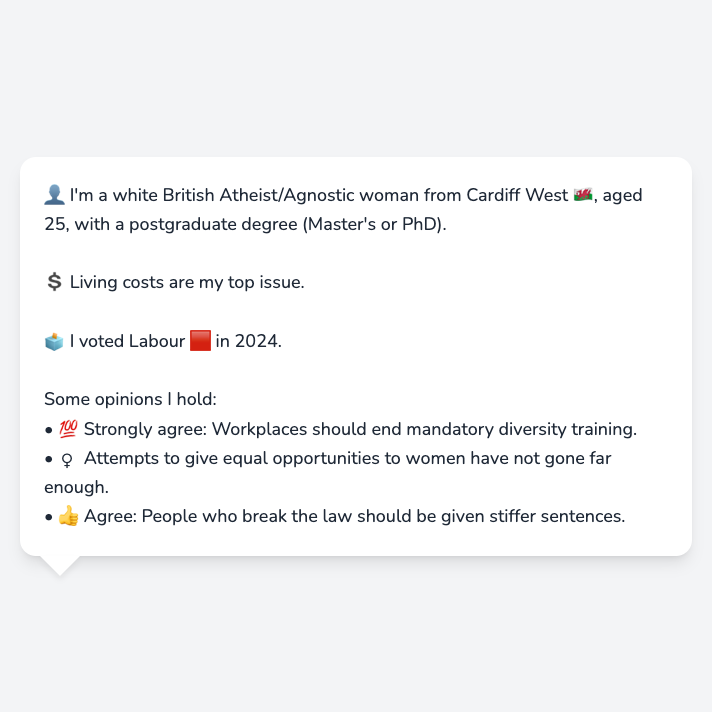 👤 I'm a white British Atheist/Agnostic woman from Cardiff West 🏴󠁧󠁢󠁷󠁬󠁳󠁿, aged
25, with a postgraduate degree (Master's or PhD).
💲 Living costs are my top issue.
🗳️ I voted Labour 🟥 in 2024.
Some opinions I hold:
• 💯 Strongly agree: Workplaces should end mandatory diversity training.
• ♀ Attempts to give equal opportunities to women have not gone far
enough.
• 👍 Agree: People who break the law should be given stiffer sentences.